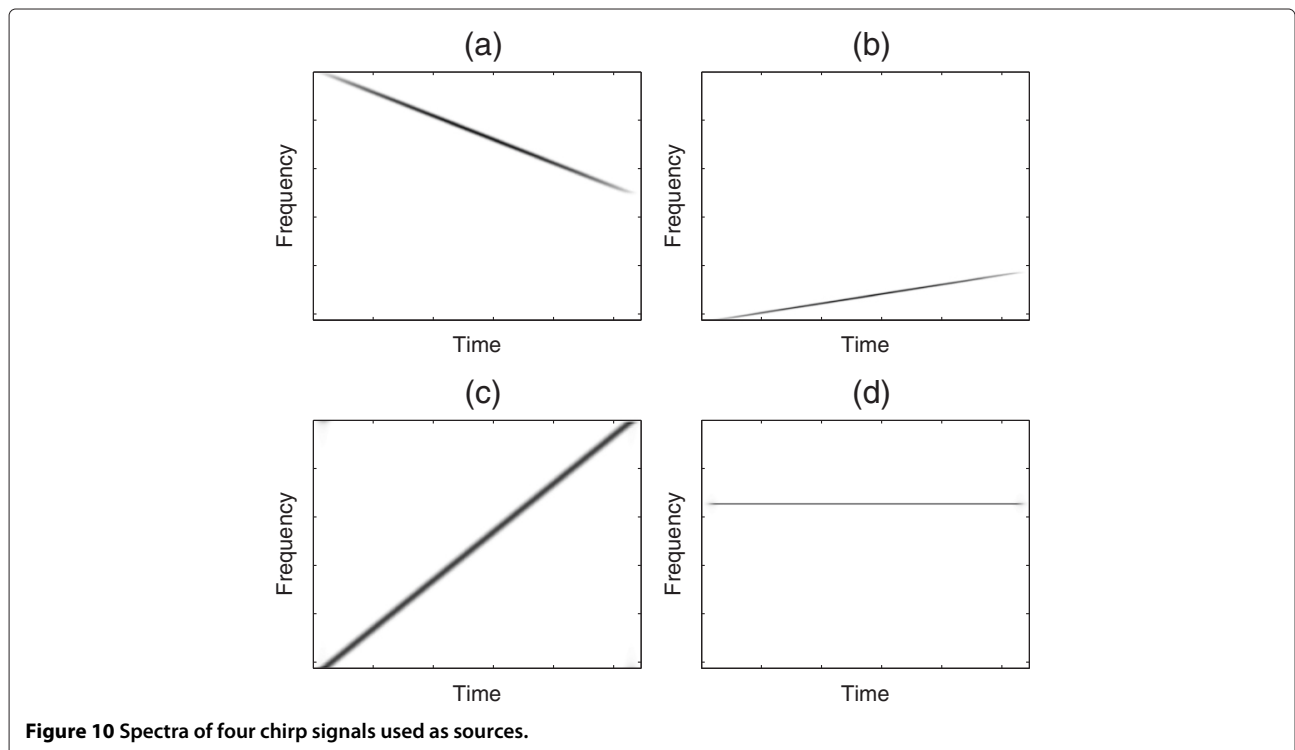 (a)
(b)
Frequency
Frequency
Time
Time
(c)
(d)
Frequency
Frequency
Time
Time
Figure 10 Spectra of four chirp signals used as sources.